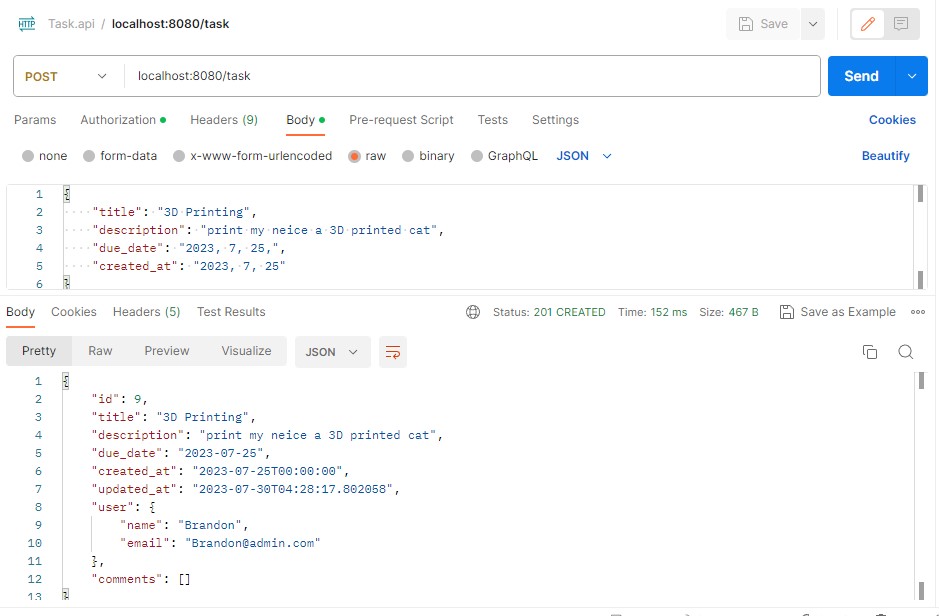 HTTP Task.api / localhost:8080/task Save
POST localhost:8080/task Send
Params Authorization Headers (9) Body Pre-request Script Tests Settings Cookies
none form-data x-www-form-urlencoded raw binary GraphQL JSON Beautify
1 {
2 "title": "3D Printing",
3 "description": "print my neice a 3D printed cat",
4 "due_date": "2023, 7, 25,",
5 "created_at": "2023, 7, 25"
6 }
Body Cookies Headers (5) Test Results Status: 201 CREATED Time: 152 ms Size: 467 B Save as Example
Pretty Raw Preview Visualize JSON
1 {
2 "id": 9,
3 "title": "3D Printing",
4 "description": "print my neice a 3D printed cat",
5 "due_date": "2023-07-25",
6 "created_at": "2023-07-25T00:00:00",
7 "updated_at": "2023-07-30T04:28:17.802058",
8 "user": {
9 "name": "Brandon",
10 "email": "Brandon@admin.com"
11 },
12 "comments": []
13 }